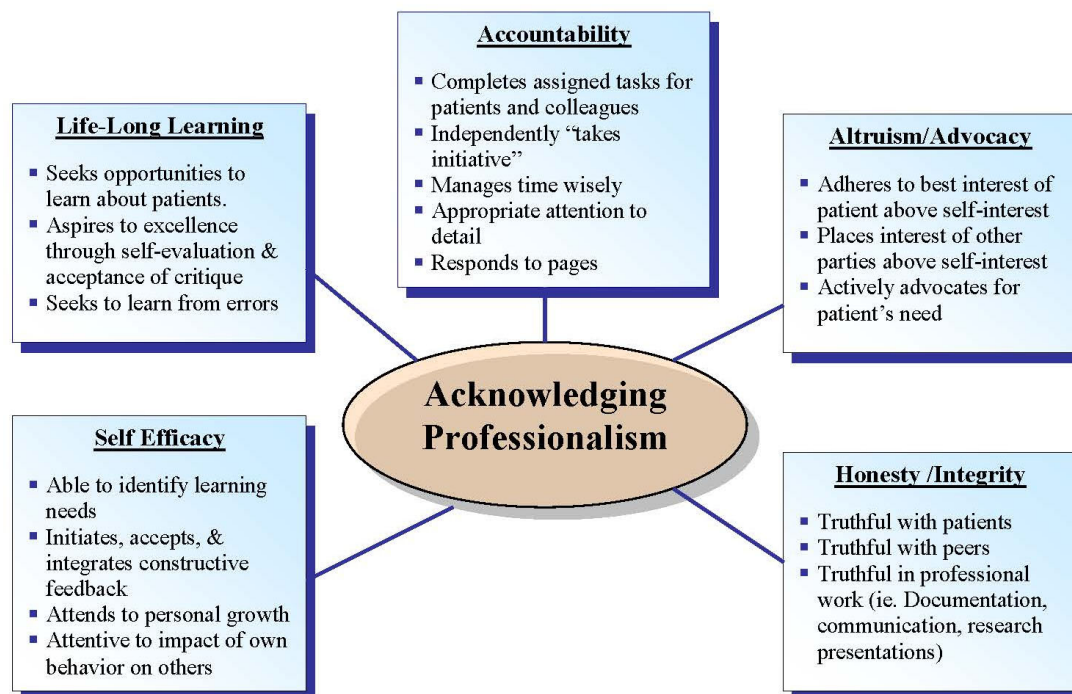 Accountability
▪ Completes assigned tasks for
patients and colleagues
▪ Independently “takes
initiative”
▪ Manages time wisely
▪ Appropriate attention to
detail
▪ Responds to pages
Life-Long Learning
▪ Seeks opportunities to
learn about patients.
▪ Aspires to excellence
through self-evaluation &
acceptance of critique
▪ Seeks to learn from errors
Altruism/Advocacy
▪ Adheres to best interest of
patient above self-interest
▪ Places interest of other
parties above self-interest
▪ Actively advocates for
patient’s need
Acknowledging
Professionalism
Self Efficacy
▪ Able to identify learning
needs
▪ Initiates, accepts, &
integrates constructive
feedback
▪ Attends to personal growth
▪ Attentive to impact of own
behavior on others
Honesty /Integrity
▪ Truthful with patients
▪ Truthful with peers
▪ Truthful in professional
work (ie. Documentation,
communication, research
presentations)